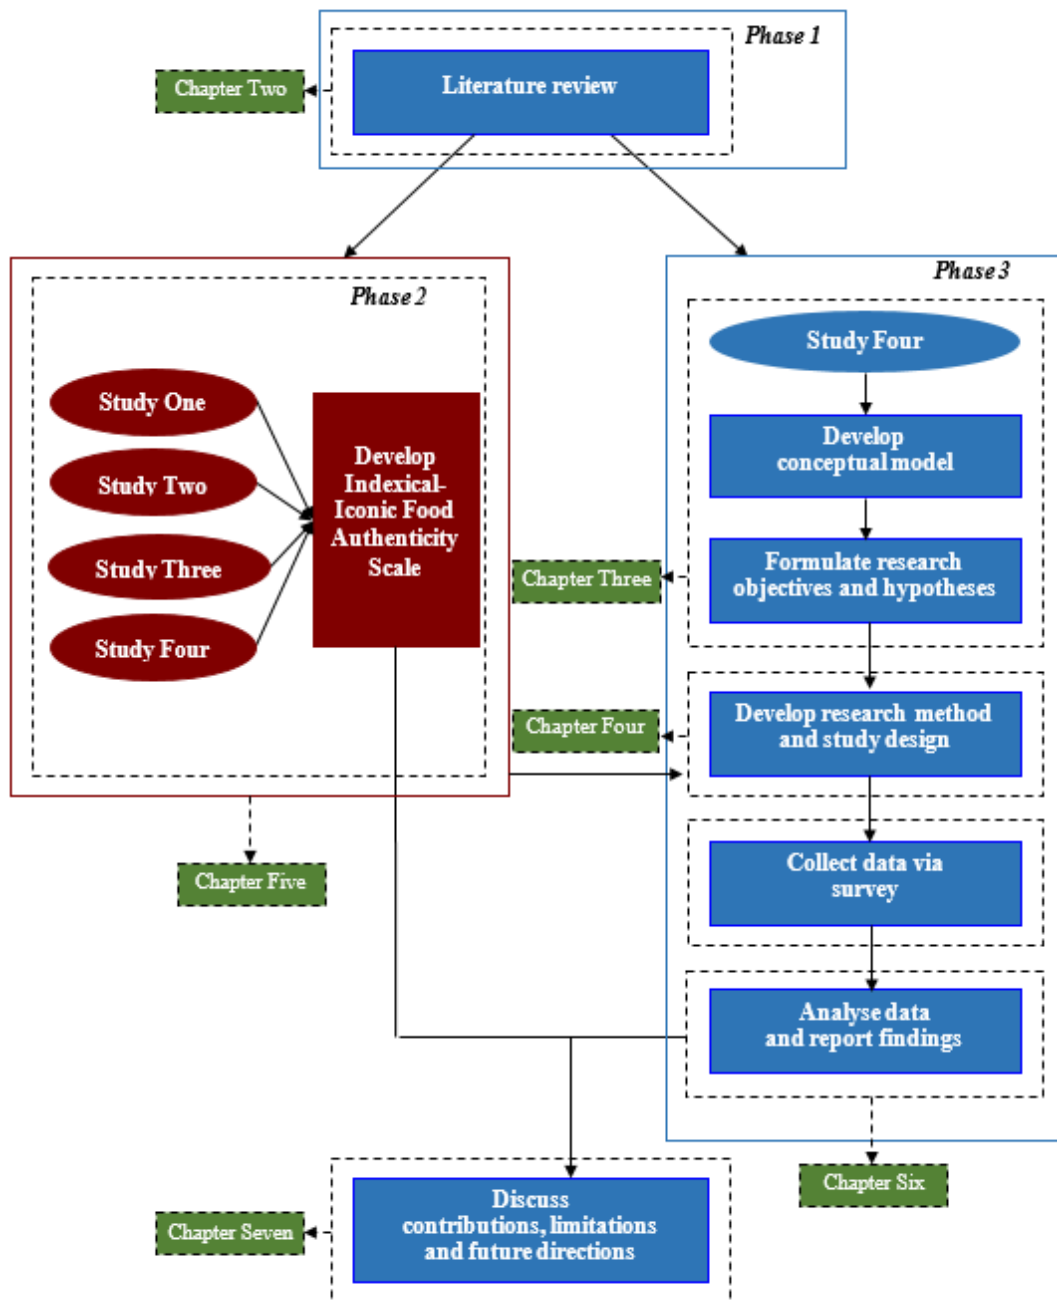 Phase 1
Literature review
Chapter Two
Phase 2
Study One
Study Two
Study Three
Study Four
Develop
Indexical-
Iconic Food
Authenticity
Scale
Chapter Five
Phase 3
Study Four
Develop
conceptual model
Formulate research
objectives and hypotheses
Chapter Three
Develop research method
and study design
Chapter Four
Collect data via
survey
Analyse data
and report findings
Chapter Six
Discuss
contributions, limitations
and future directions
Chapter Seven